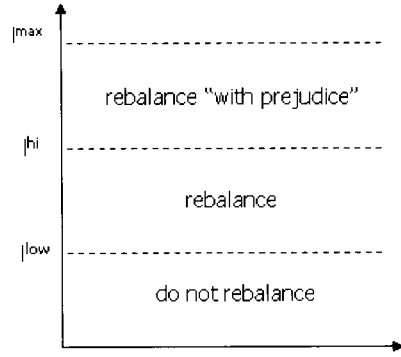 l^max
rebalance "with prejudice"
l^hi
rebalance
l^low
do not rebalance